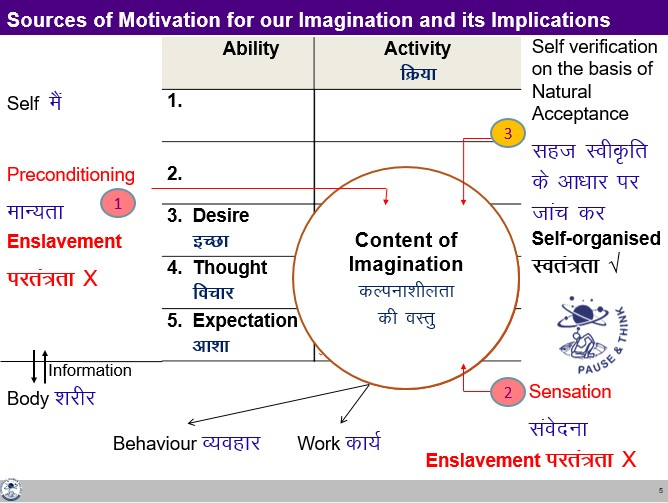 Sources of Motivation for our Imagination and its Implications
Ability
Activity
क्रिया
Self verification
on the basis of
Natural
Acceptance
Self मैं
1.
3
सहज स्वीकृति
के आधार पर
जांच कर
Preconditioning
2.
मान्यता
1
Self-organised
स्वतंत्रता √
Enslavement
परतंत्रता X
3. Desire
इच्छा
4. Thought
विचार
5. Expectation
आशा
Content of
Imagination
कल्पनाशीलता
की वस्तु
PAUSE & THINK
Information
Body शरीर
2
Sensation
संवेदना
Behaviour व्यवहार
Work कार्य
Enslavement परतंत्रता X
5